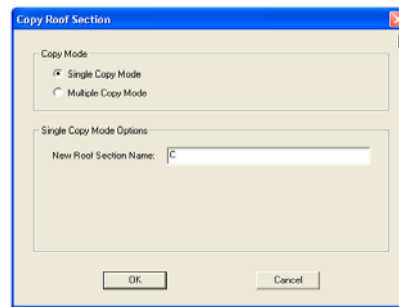 Copy Roof Section
Copy Mode
Single Copy Mode
Multiple Copy Mode
Single Copy Mode Options
New Roof Section Name: C
OK Cancel